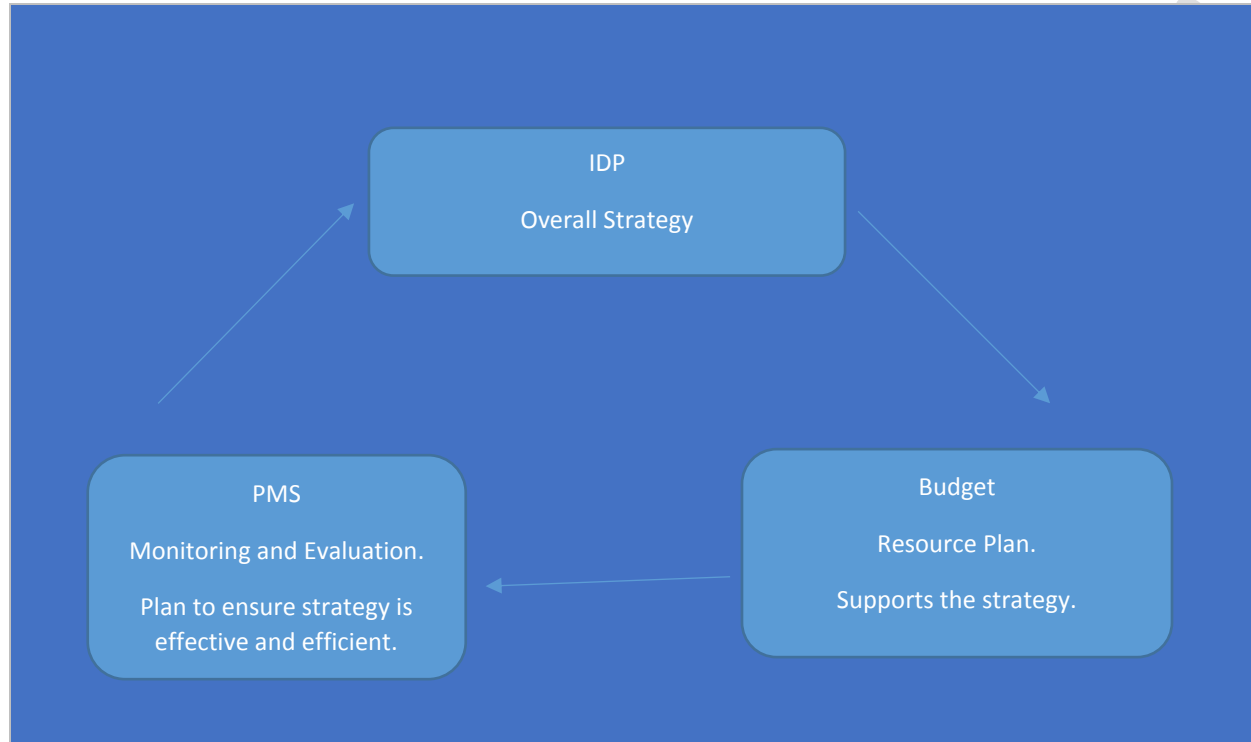 IDP
Overall Strategy
PMS
Monitoring and Evaluation.
Plan to ensure strategy is
effective and efficient.
Budget
Resource Plan.
Supports the strategy.